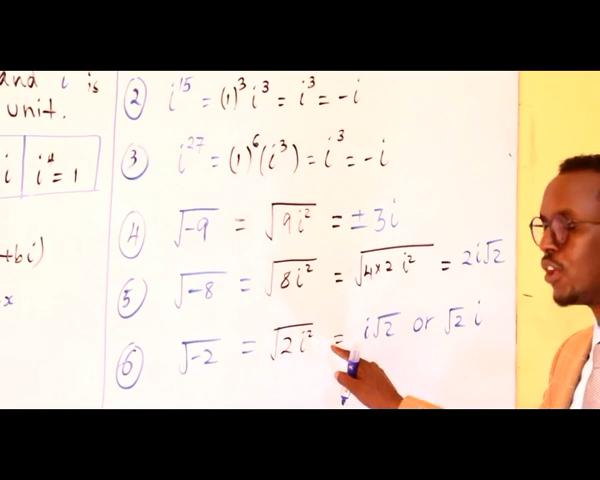 and i is
unit.
i | i⁴ = 1
+bi)
x
② i¹⁵ = (1)³ i³ = i³ = -i
③ i²⁷ = (1)⁶(i³) = i³ = -i
④ √-9 = √9i² = ±3i
⑤ √-8 = √8i² = √4×2 i² = 2i√2
⑥ √-2 = √2i² = i√2 or √2 i